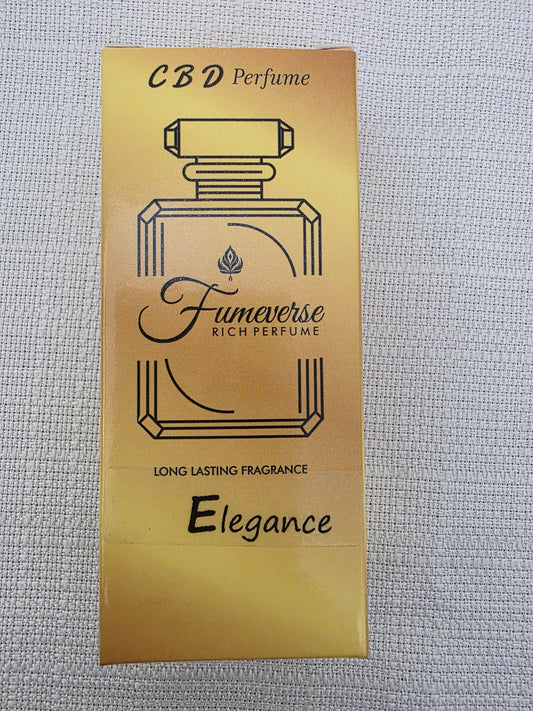 CBD Perfume
Fumeverse
RICH PERFUME
LONG LASTING FRAGRANCE
Elegance